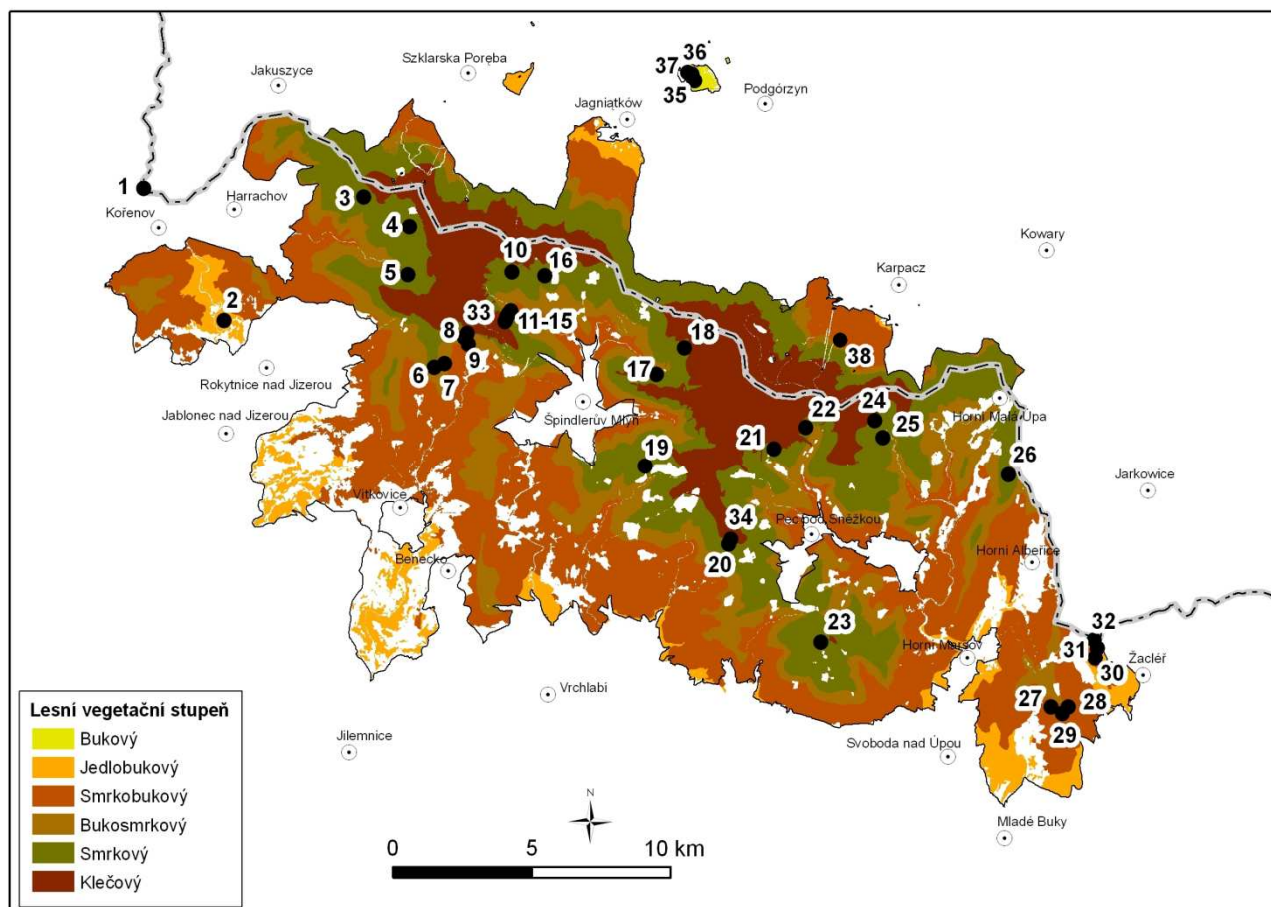 36
Szklarska Poręba
37
Jakuszyce
35
Podgórzyn
Jagniątków
1
3
Harrachov
Kořenov
4
Kowary
10
16
5
Karpacz
2
33
8
11-15
18
38
9
6
7
17
Rokytnice nad Jizerou
22
24
Horní Malá Úpa
Jablonec nad Jizerou
Špindlerův Mlýn
25
21
19
26
Jarkowice
Vítkovice
34
Pec pod Sněžkou
20
Horní Albeřice
Benecko
32
23
31
Horní Maršov
30
Žacléř
Vrchlabí
27
28
29
Jilemnice
Svoboda nad Úpou
Mladé Buky
N
0 5 10 km
Lesní vegetační stupeň
Bukový
Jedlobukový
Smrkobukový
Bukosmrkový
Smrkový
Klečový